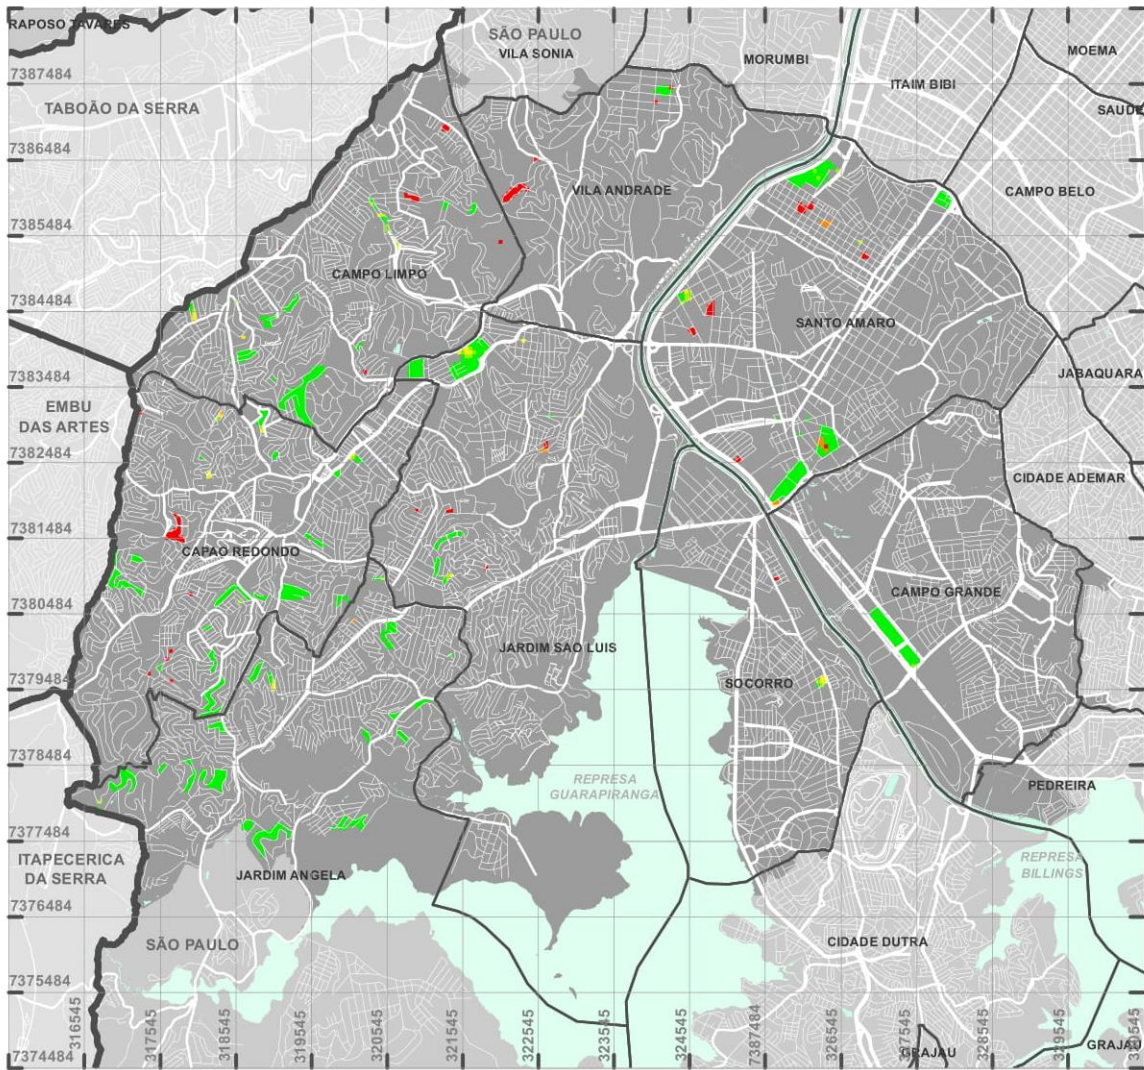 RAPOSO TAVARES
SÃO PAULO
VILA SONIA
MORUMBI
MOEMA
7387484
ITAIM BIBI
TABOÃO DA SERRA
SAUDE
7386484
VILA ANDRADE
CAMPO BELO
7385484
CAMPO LIMPO
7384484
SANTO AMARO
JABAQUARA
7383484
EMBU
DAS ARTES
7382484
CIDADE ADEMAR
7381484
CAPAO REDONDO
CAMPO GRANDE
7380484
JARDIM SAO LUIS
7379484
SOCORRO
7378484
REPRESA
GUARAPIRANGA
PEDREIRA
7377484
ITAPECERICA
DA SERRA
REPRESA
BILLINGS
JARDIM ANGELA
7376484
SÃO PAULO
CIDADE DUTRA
7375484
316545
317545
318545
319545
320545
321545
322545
323545
324545
7387484
326545
327545
328545
329545
GRAJAU
GRAJAU
7374484